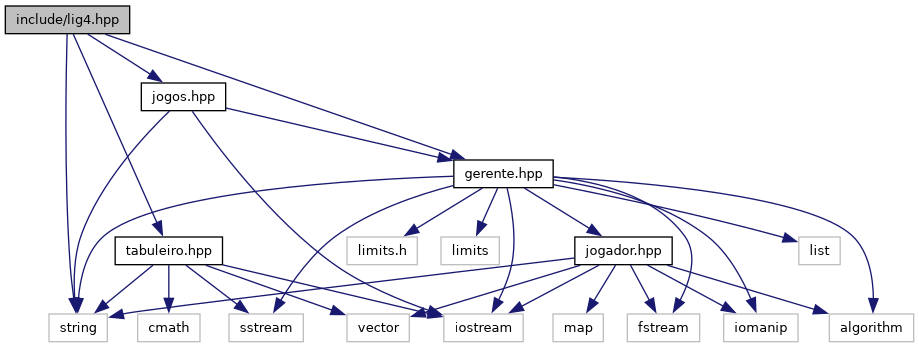 include/lig4.hpp
jogos.hpp
gerente.hpp
tabuleiro.hpp
limits.h
limits
jogador.hpp
list
string
cmath
sstream
vector
iostream
map
fstream
iomanip
algorithm